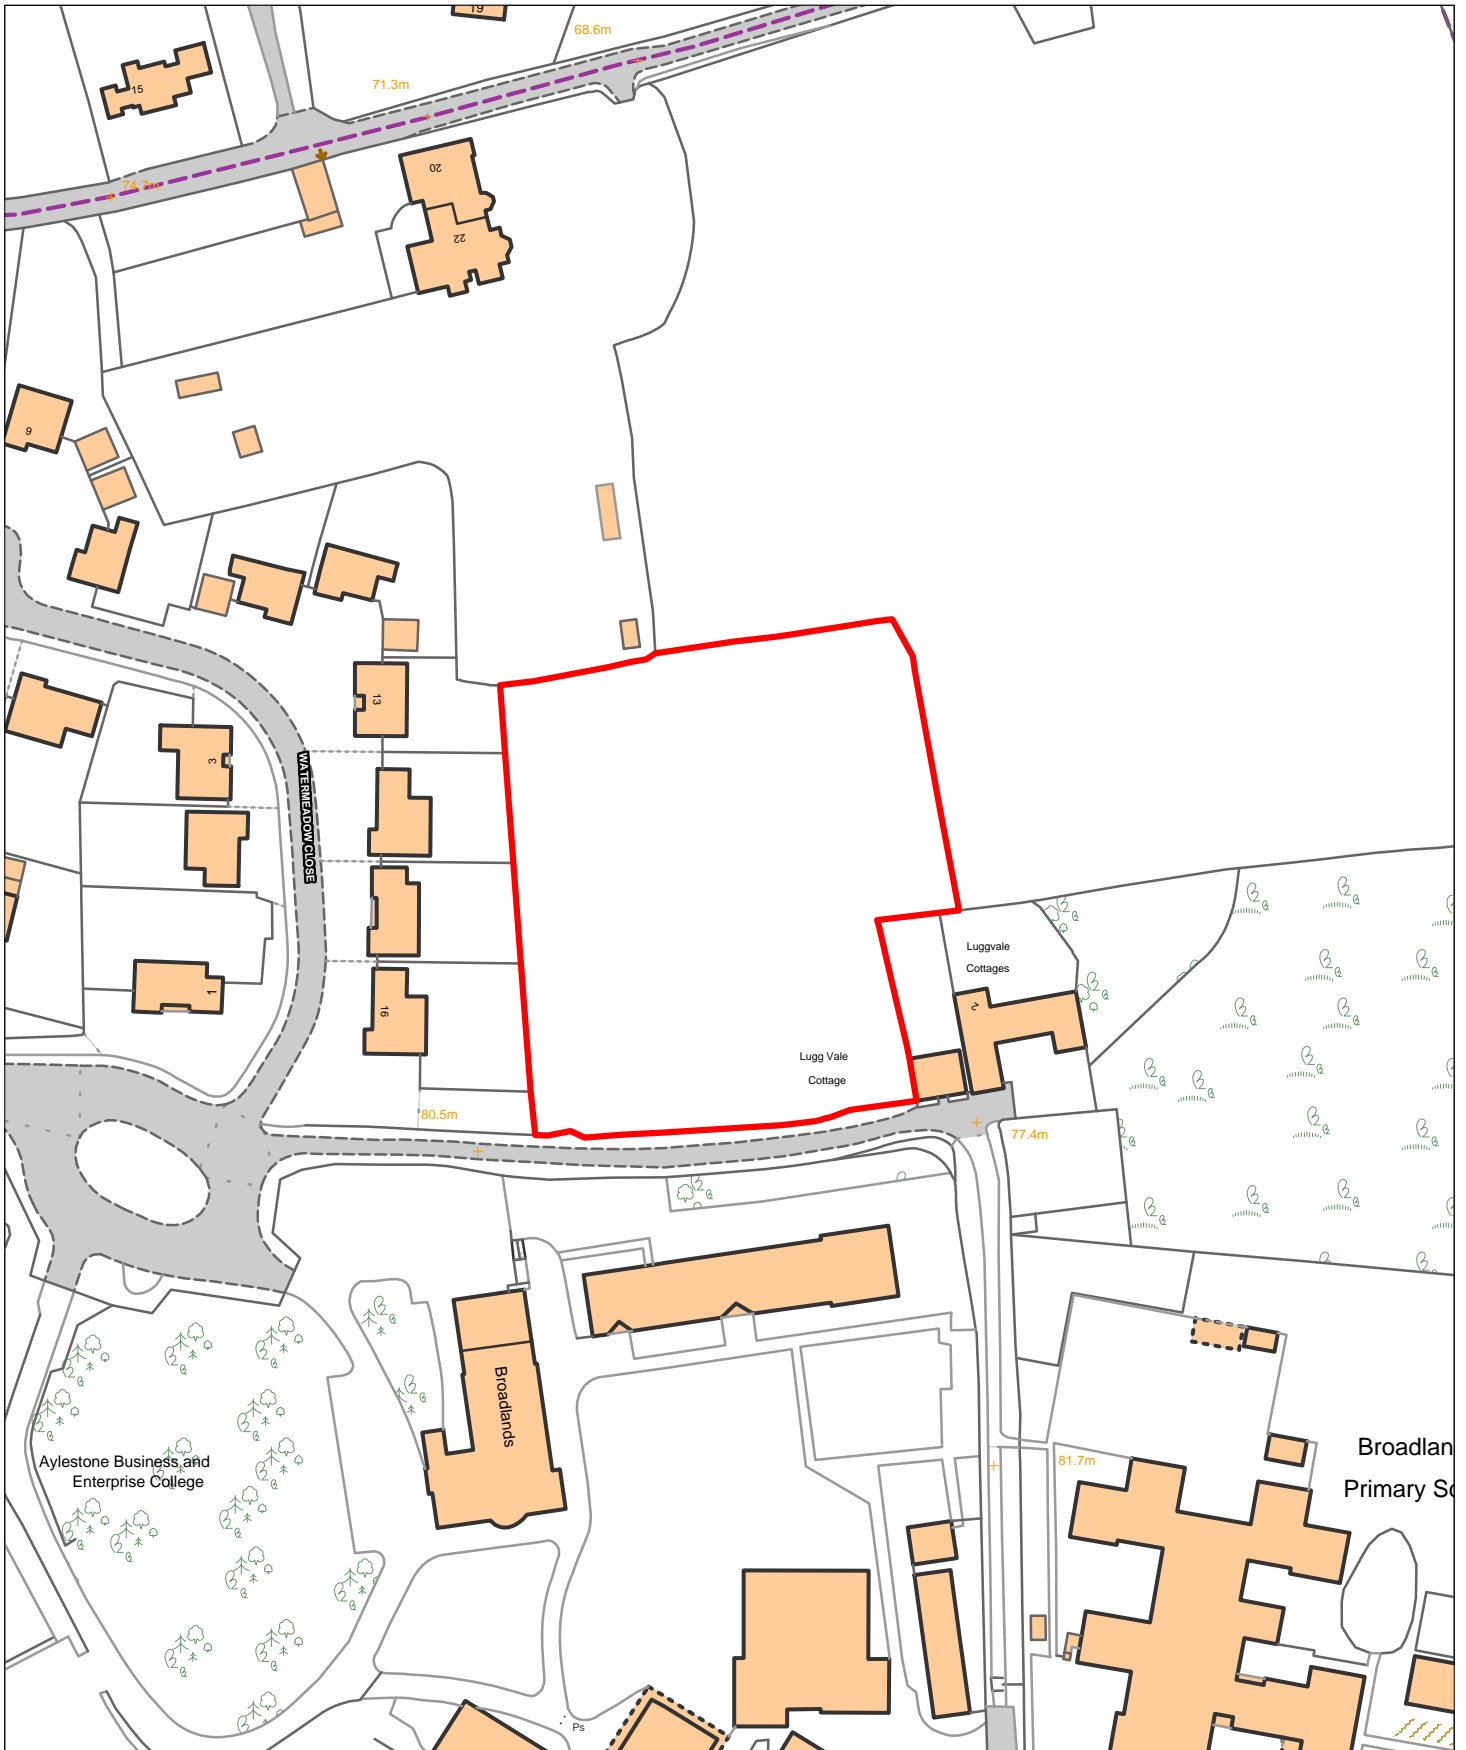 19
68.6m
71.3m
15
20
74.7m
22
9
13
3
WATERMEADOW CLOSE
Luggvale
Cottages
1
16
2
Lugg Vale
Cottage
80.5m
77.4m
Broadlands
Broadlan
Primary Sc
Aylestone Business and
Enterprise College
81.7m
Ps